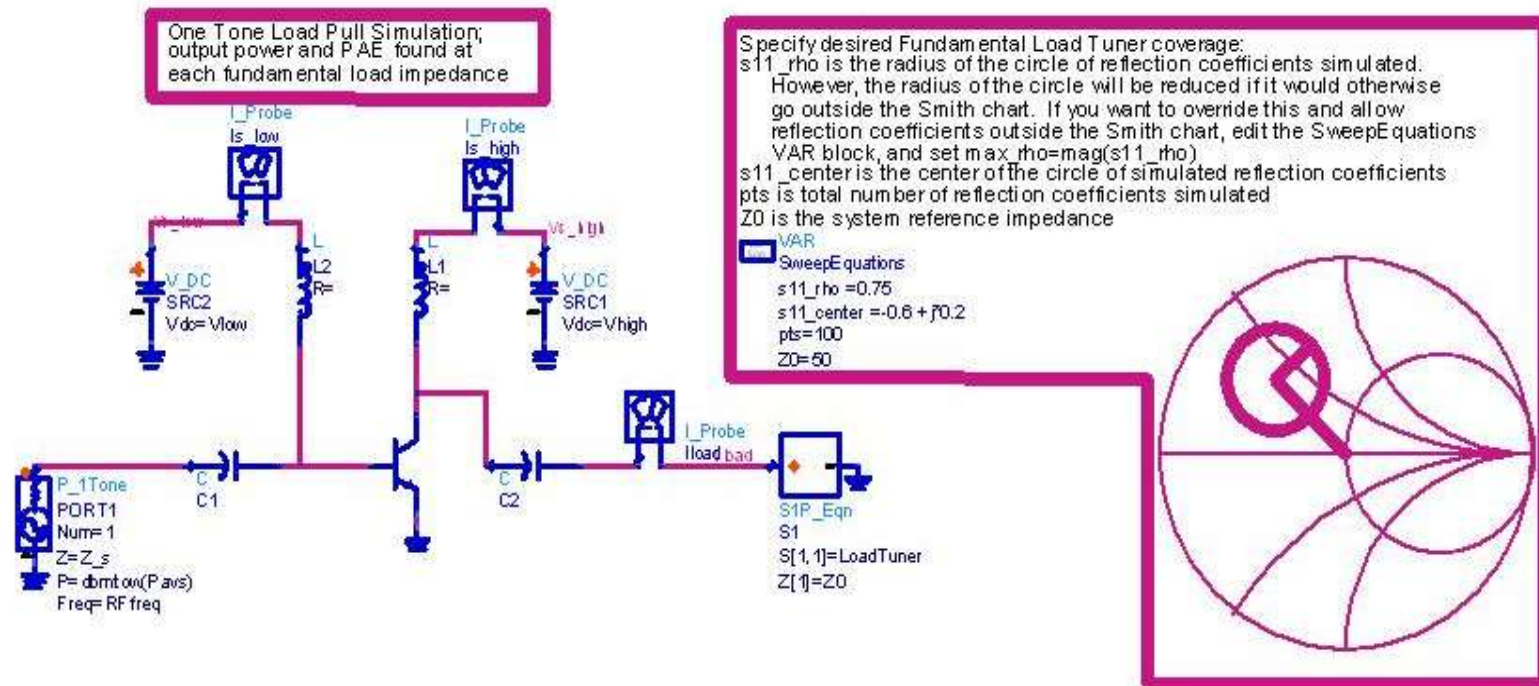 One Tone Load Pull Simulation;
output power and PAE found at
each fundamental load impedance
Specify desired Fundamental Load Tuner coverage:
s11_rho is the radius of the circle of reflection coefficients simulated.
However, the radius of the circle will be reduced if it would otherwise
go outside the Smith chart. If you want to override this and allow
reflection coefficients outside the Smith chart, edit the SweepEquations
VAR block, and set max_rho=mag(s11_rho)
s11_center is the center of the circle of simulated reflection coefficients
pts is total number of reflection coefficients simulated
Z0 is the system reference impedance
VAR
SweepEquations
s11_rho =0.75
s11_center =-0.6 + j*0.2
pts=100
Z0=50
I_Probe
Is_low
I_Probe
Is_high
Vs_low
Vs_high
L
L2
R=
L
L1
R=
V_DC
SRC2
Vdc=Vlow
V_DC
SRC1
Vdc=Vhigh
I_Probe
Iload
P_1Tone
PORT1
Num=1
Z=Z_s
P=dbmtow(Pavs)
Freq=RFfreq
C
C1
C
C2
S1P_Eqn
S1
S[1,1]=LoadTuner
Z[1]=Z0